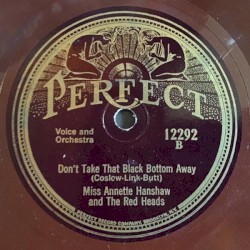 PERFECT
Voice and
Orchestra
12292
B
Don't Take That Black Bottom Away
(Coslow-Link-Butt)
Miss Annette Hanshaw
and The Red Heads